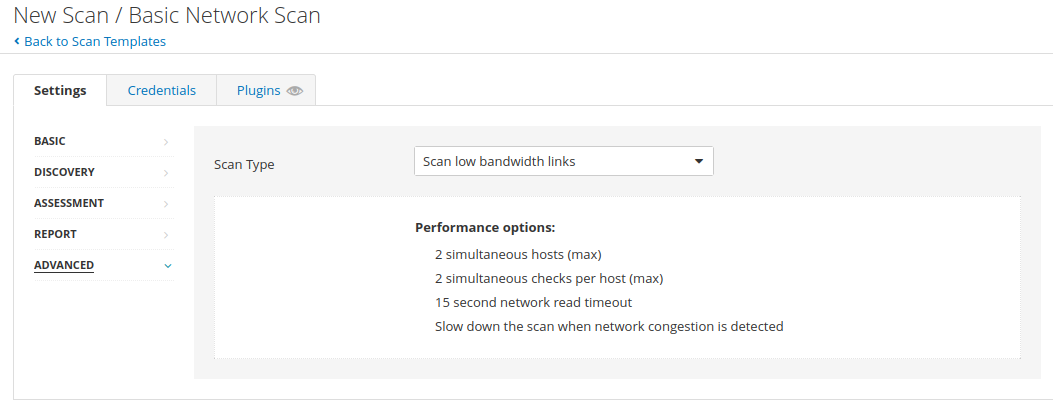 New Scan / Basic Network Scan
Back to Scan Templates
Settings
Credentials
Plugins
BASIC
DISCOVERY
ASSESSMENT
REPORT
ADVANCED
Scan Type
Scan low bandwidth links
Performance options:
2 simultaneous hosts (max)
2 simultaneous checks per host (max)
15 second network read timeout
Slow down the scan when network congestion is detected